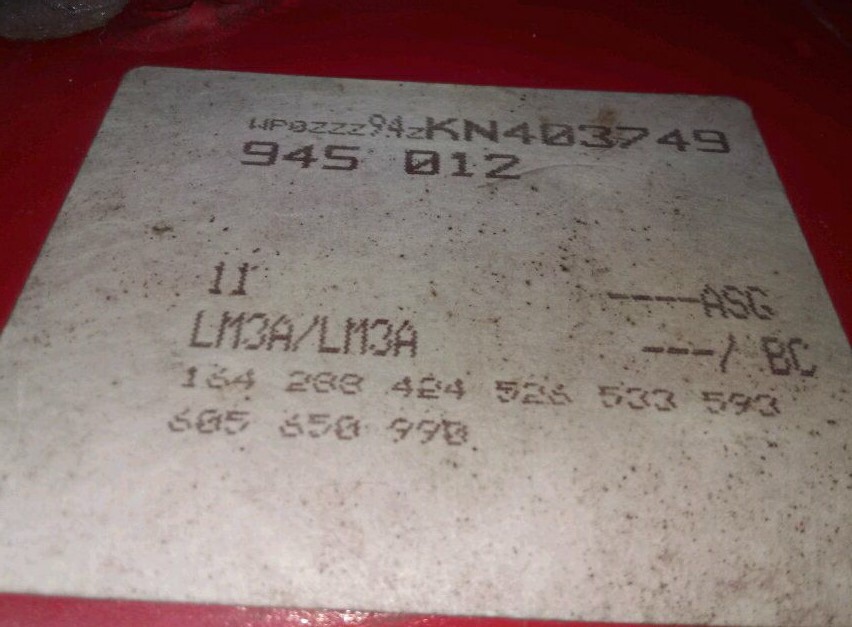 WP0ZZZ94ZKN403749
945 012
11 ----ASG
LM3A/LM3A ---/ BC
164 288 424 526 533 593
605 650 990